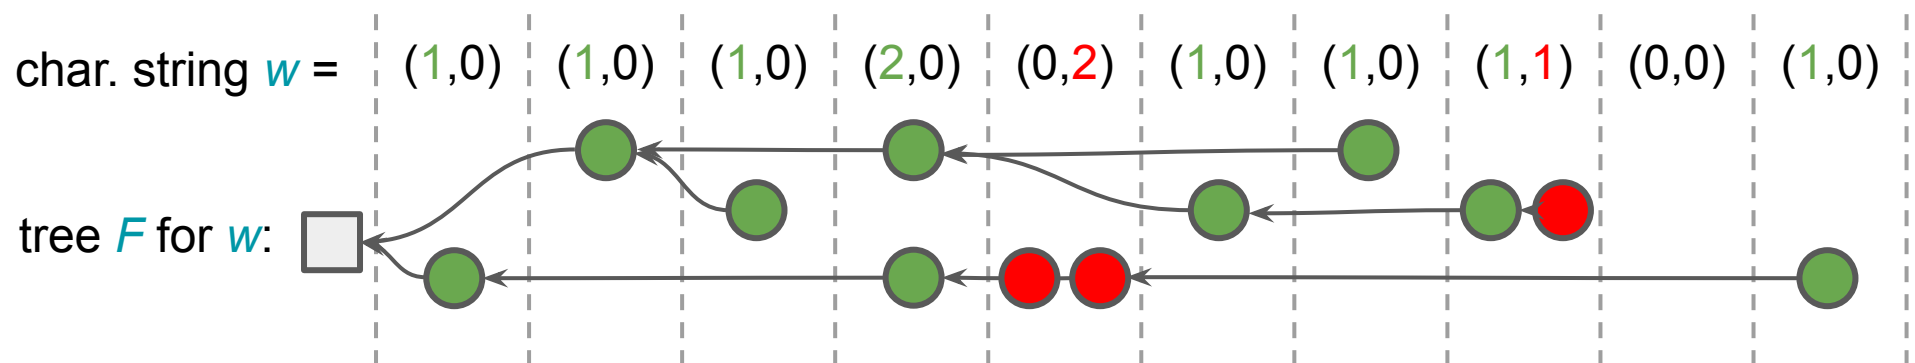 char. string w = (1,0) (1,0) (1,0) (2,0) (0,2) (1,0) (1,0) (1,1) (0,0) (1,0)
tree F for w: